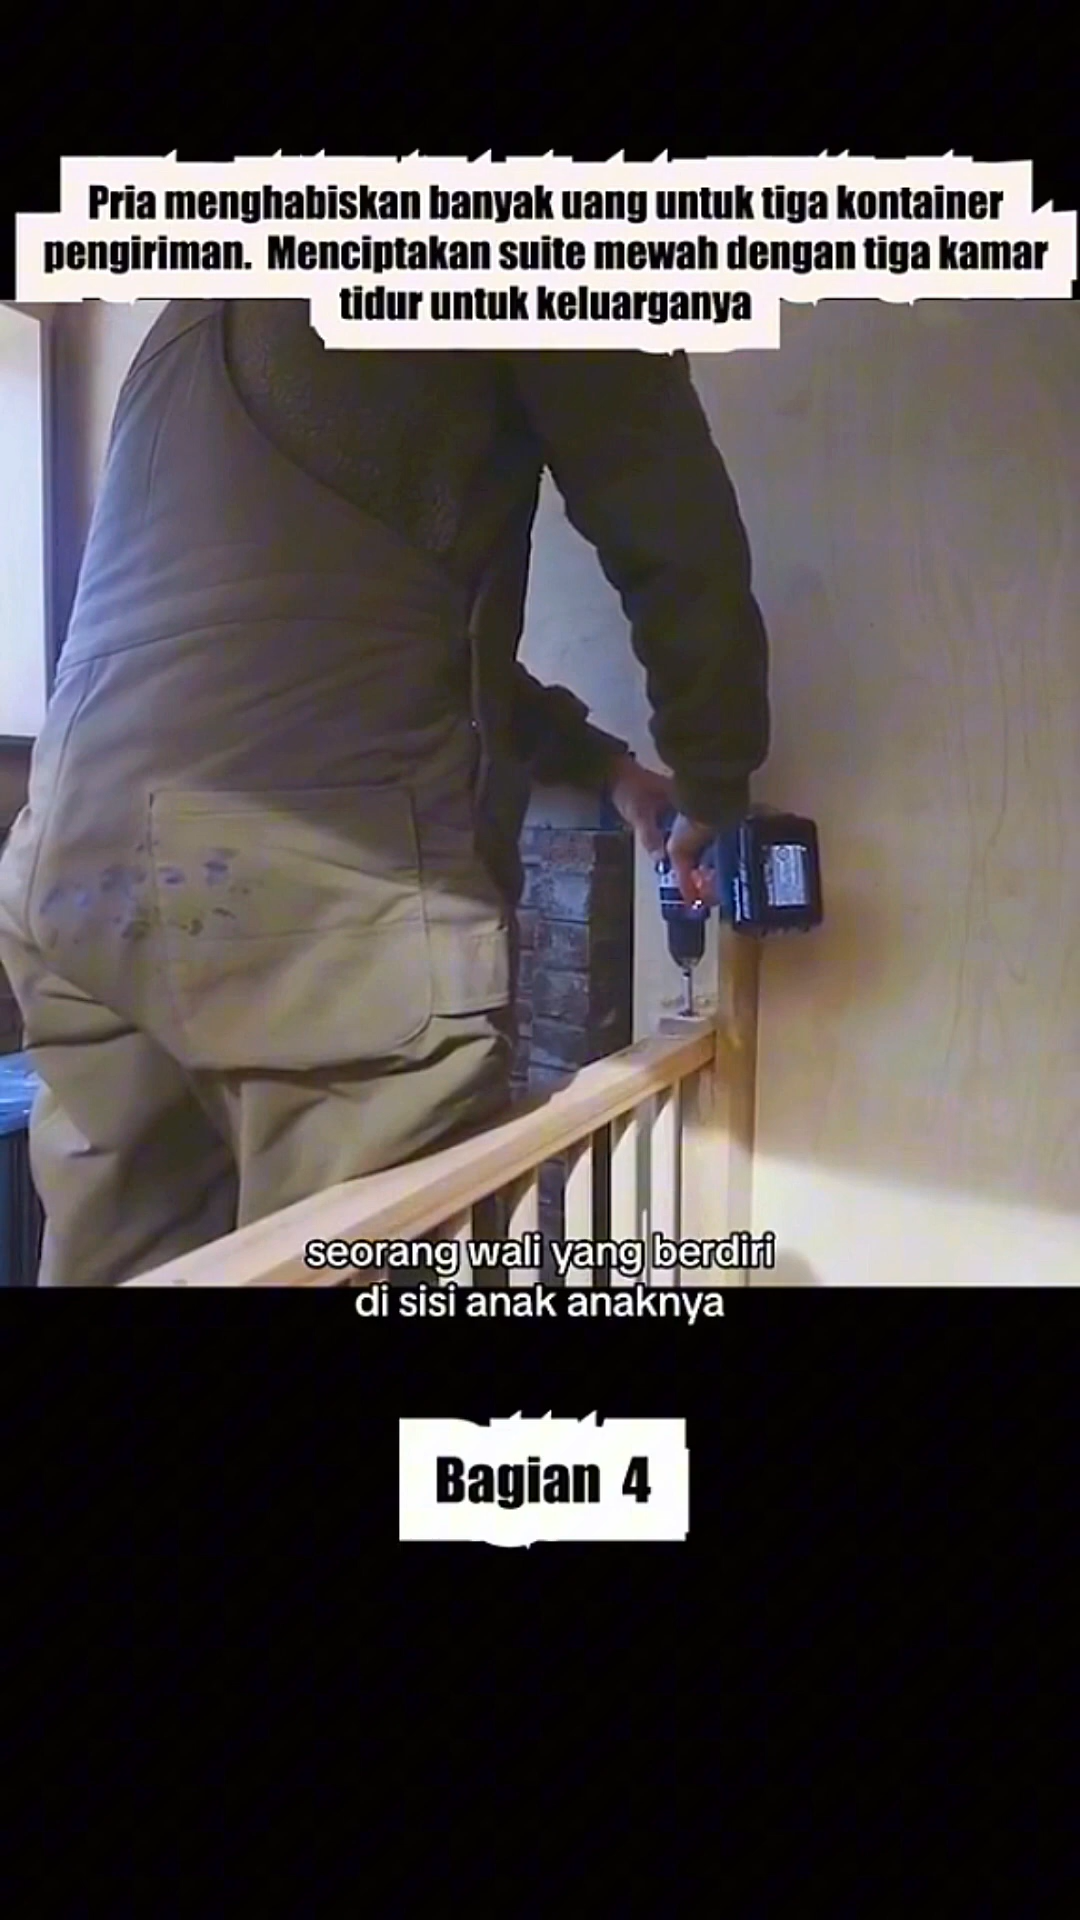 Pria menghabiskan banyak uang untuk tiga kontainer
pengiriman. Menciptakan suite mewah dengan tiga kamar
tidur untuk keluarganya
seorang wali yang berdiri
di sisi anak anaknya
Bagian 4